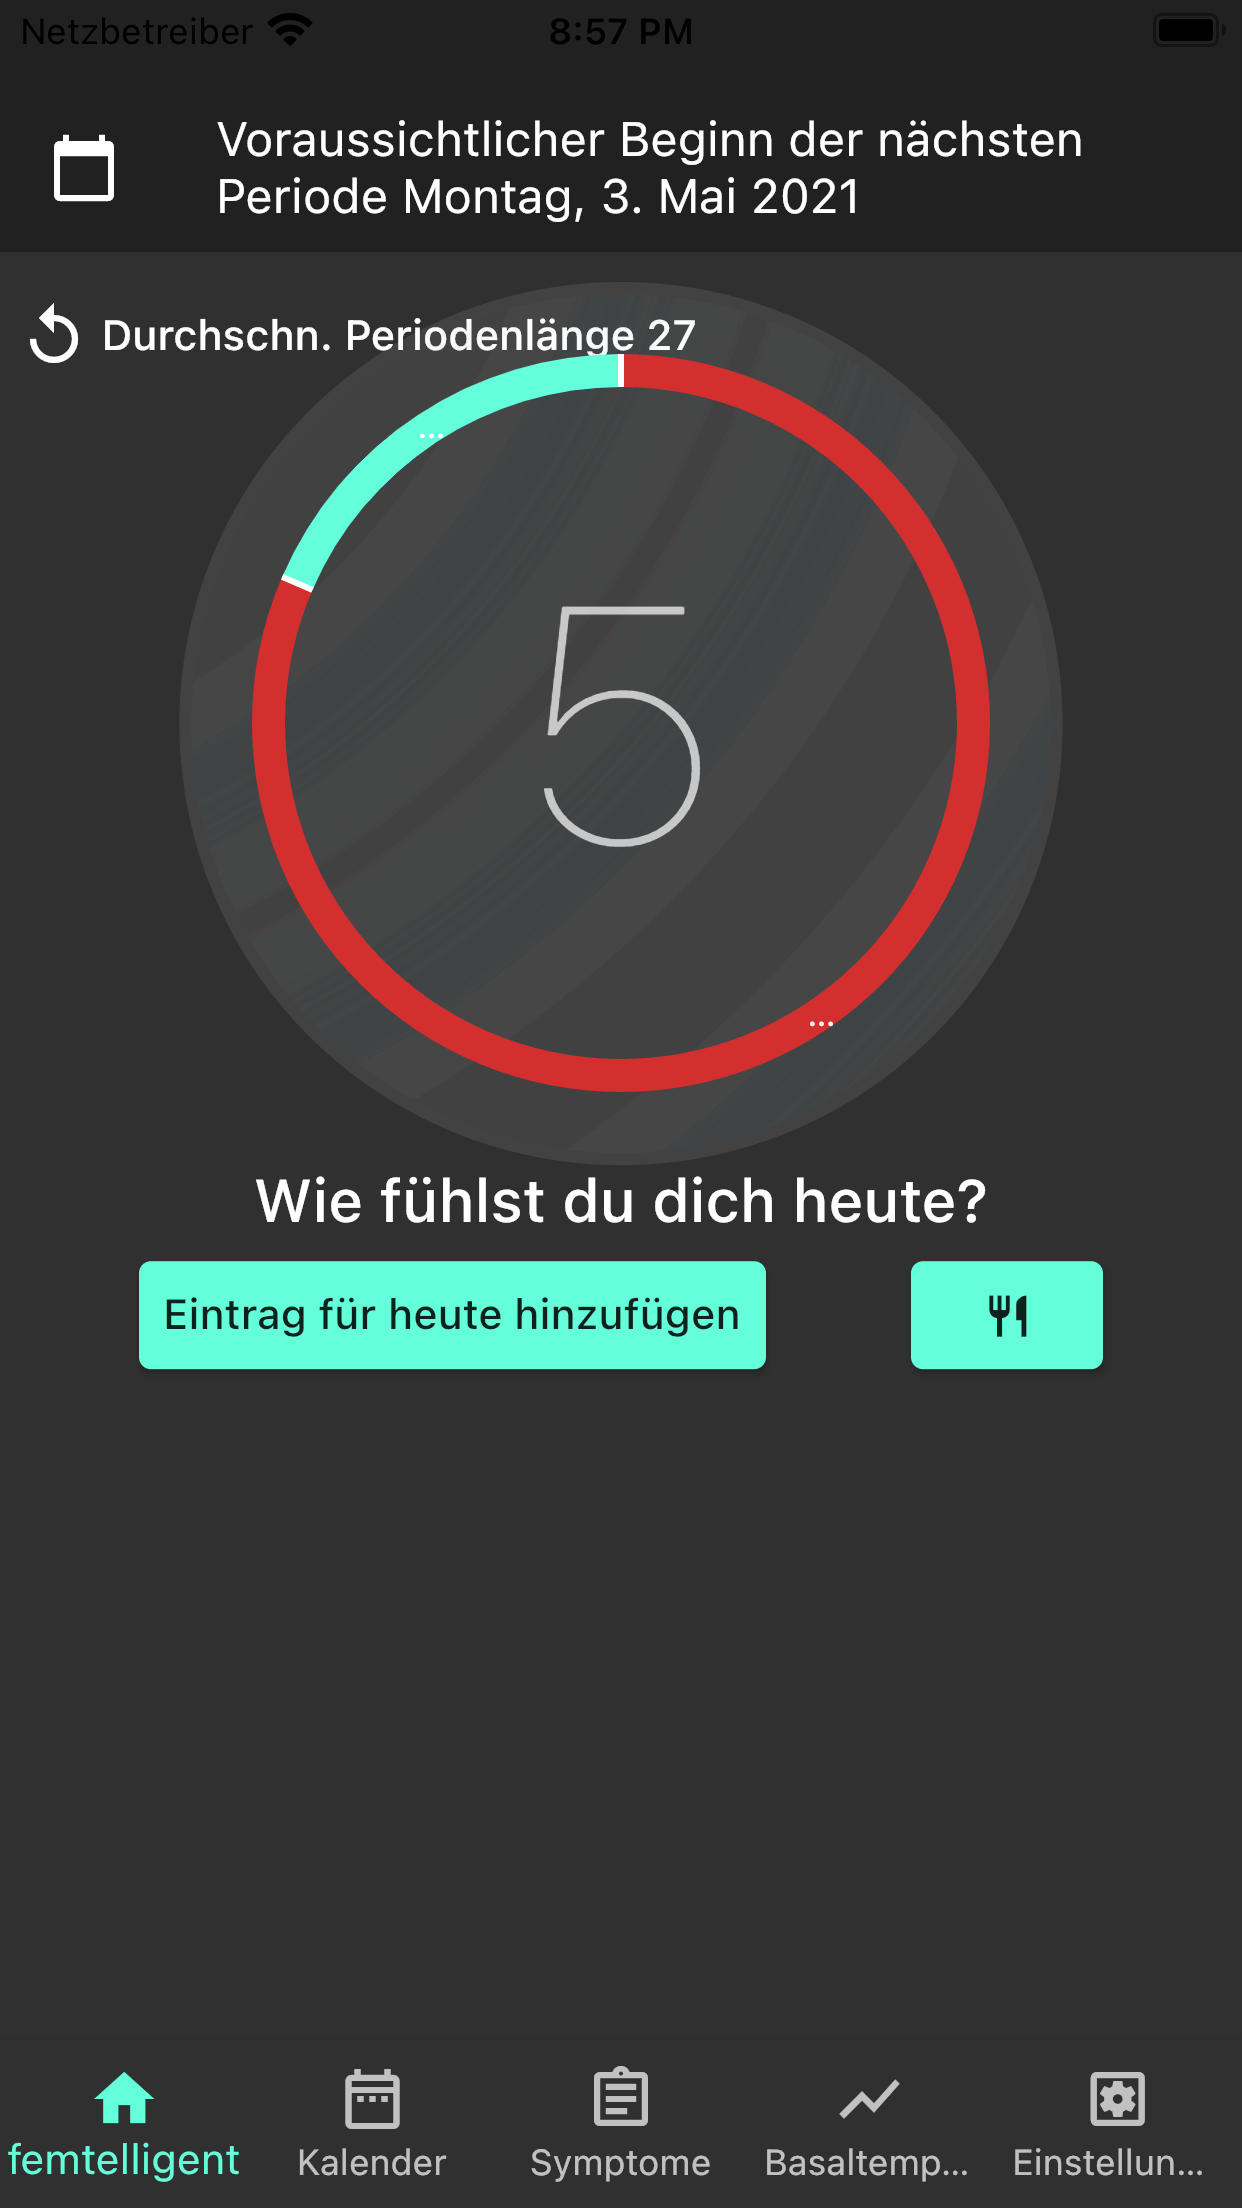 Netzbetreiber 8:57 PM
Voraussichtlicher Beginn der nächsten
Periode Montag, 3. Mai 2021
Durchschn. Periodenlänge 27
...
5
...
Wie fühlst du dich heute?
Eintrag für heute hinzufügen
femtelligent Kalender Symptome Basaltemp... Einstellun...